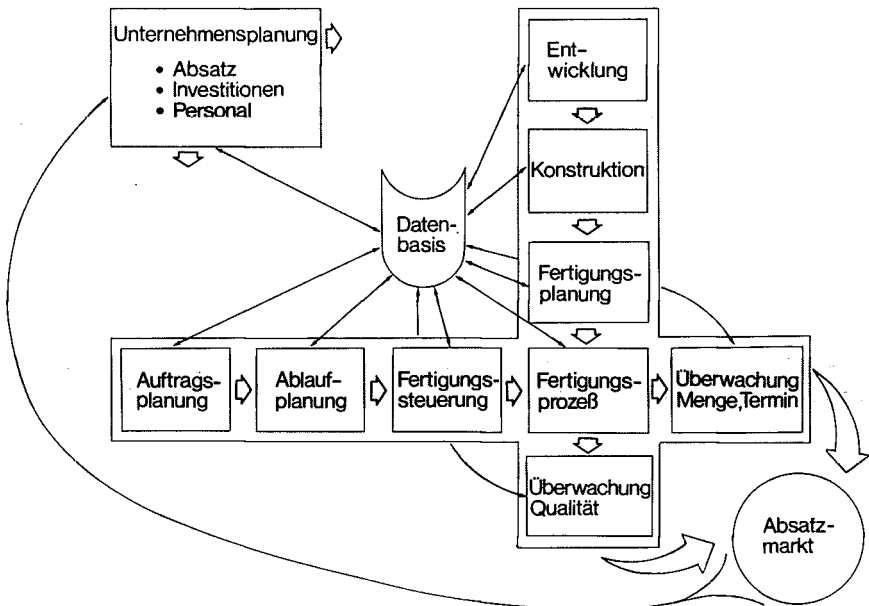 Unternehmensplanung
• Absatz
• Investitionen
• Personal
Ent-
wicklung
Konstruktion
Daten-
basis
Fertigungs-
planung
Auftrags-
planung
Ablauf-
planung
Fertigungs-
steuerung
Fertigungs-
prozeß
Überwachung
Menge,Termin
Überwachung
Qualität
Absatz-
markt